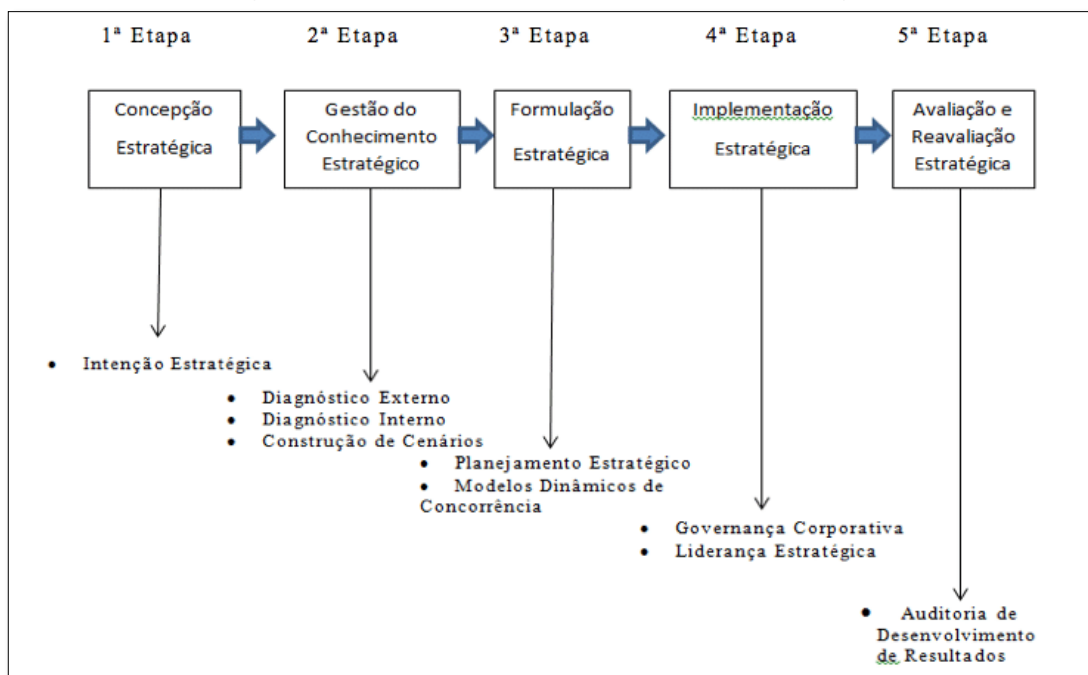 1ª Etapa
2ª Etapa
3ª Etapa
4ª Etapa
5ª Etapa
Concepção
Estratégica
Gestão do
Conhecimento
Estratégico
Formulação
Estratégica
Implementação
Estratégica
Avaliação e
Reavaliação
Estratégica
• Intenção Estratégica
• Diagnóstico Externo
• Diagnóstico Interno
• Construção de Cenários
• Planejamento Estratégico
• Modelos Dinâmicos de
Concorrência
• Governança Corporativa
• Liderança Estratégica
• Auditoria de
Desenvolvimento
de Resultados